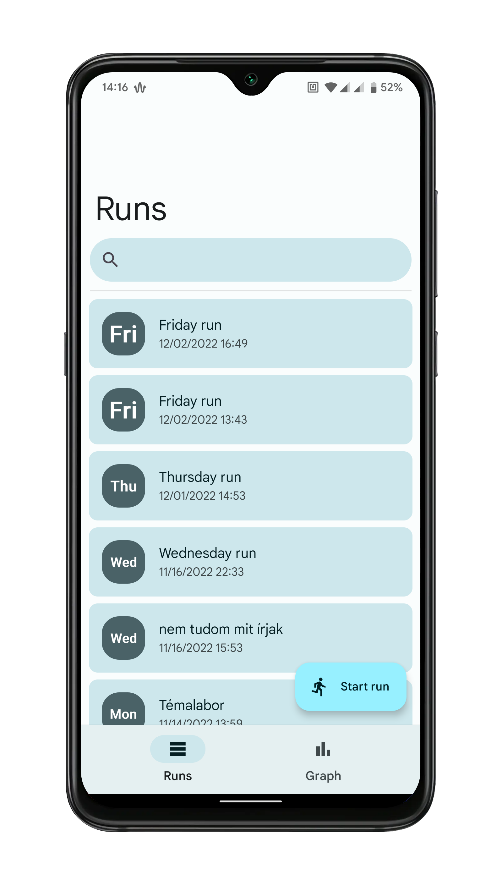 14:16
52%
Runs
Fri
Friday run
12/02/2022 16:49
Fri
Friday run
12/02/2022 13:43
Thu
Thursday run
12/01/2022 14:53
Wed
Wednesday run
11/16/2022 22:33
Wed
nem tudom mit írjak
11/16/2022 15:53
Mon
Témalabor
11/14/2022 13:59
Start run
Runs
Graph